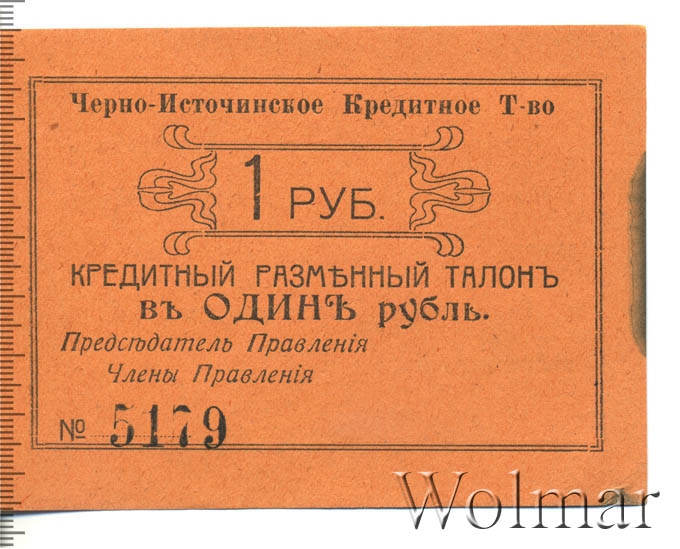 Черно-Источинское Кредитное Т-во
1 РУБ.
КРЕДИТНЫЙ РАЗМѢННЫЙ ТАЛОНЪ
въ ОДИНЪ рубль.
Предсѣдатель Правленія
Члены Правленія
№ 5179
Wolmar